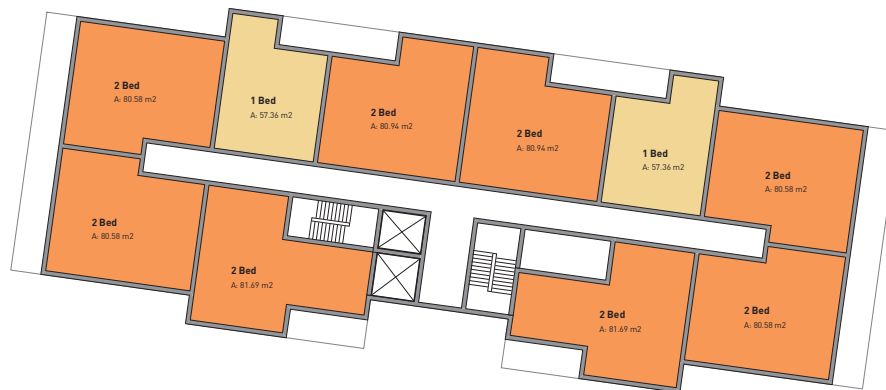 2 Bed
A: 80.58 m2
1 Bed
A: 57.36 m2
2 Bed
A: 80.94 m2
2 Bed
A: 80.94 m2
1 Bed
A: 57.36 m2
2 Bed
A: 80.58 m2
2 Bed
A: 80.58 m2
2 Bed
A: 81.69 m2
2 Bed
A: 81.69 m2
2 Bed
A: 80.58 m2